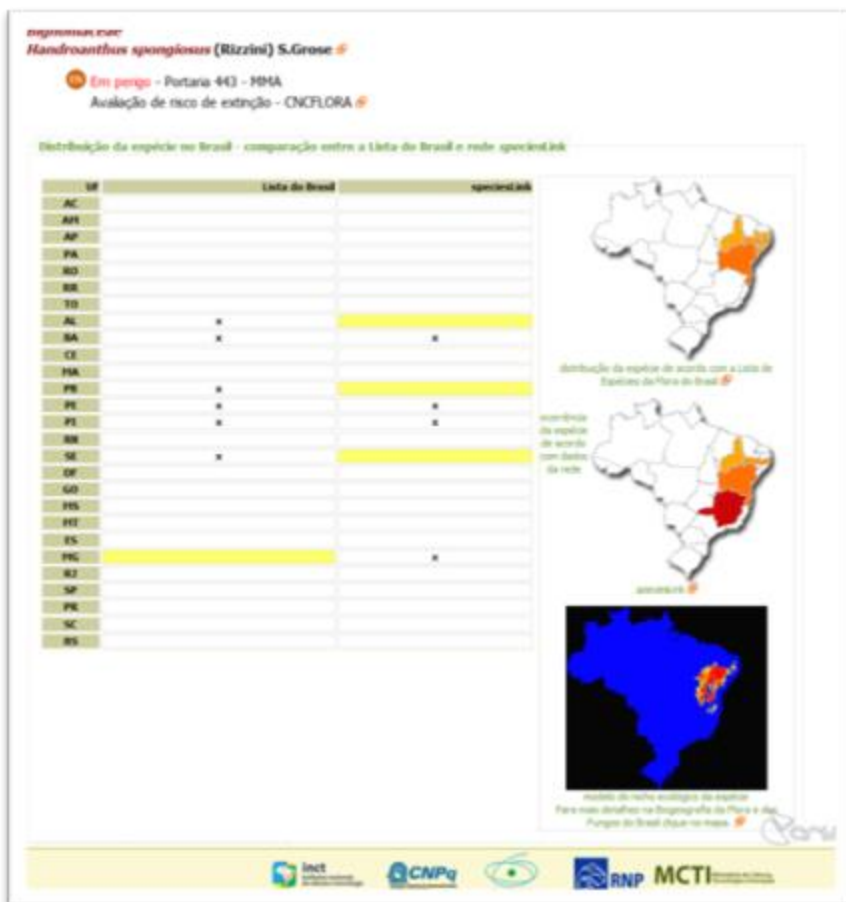 Handroanthus spongiosus (Rizzini) S.Grose
EN Em perigo - Portaria 443 - MMA
Avaliação de risco de extinção - CNCFLORA
Distribuição da espécie no Brasil - comparação entre a Lista do Brasil e rede speciesLink
UF Lista do Brasil speciesLink
AC
AM
AP
PA
RO
RR
TO
AL x
BA x x
CE
MA
PB x
PE x x
PI x x
RN
SE x
DF
GO
MS
MT
ES
MG x
RJ
SP
PR
SC
RS
distribuição da espécie de acordo com a Lista de
Espécies da Flora do Brasil
ocorrência
da espécie
de acordo
com dados
da rede
speciesLink
modelo do nicho ecológico da espécie
Para mais detalhes na Biogeografia da Flora e dos
Fungos do Brasil clique no mapa.
inct
CNPq
RNP
MCTI